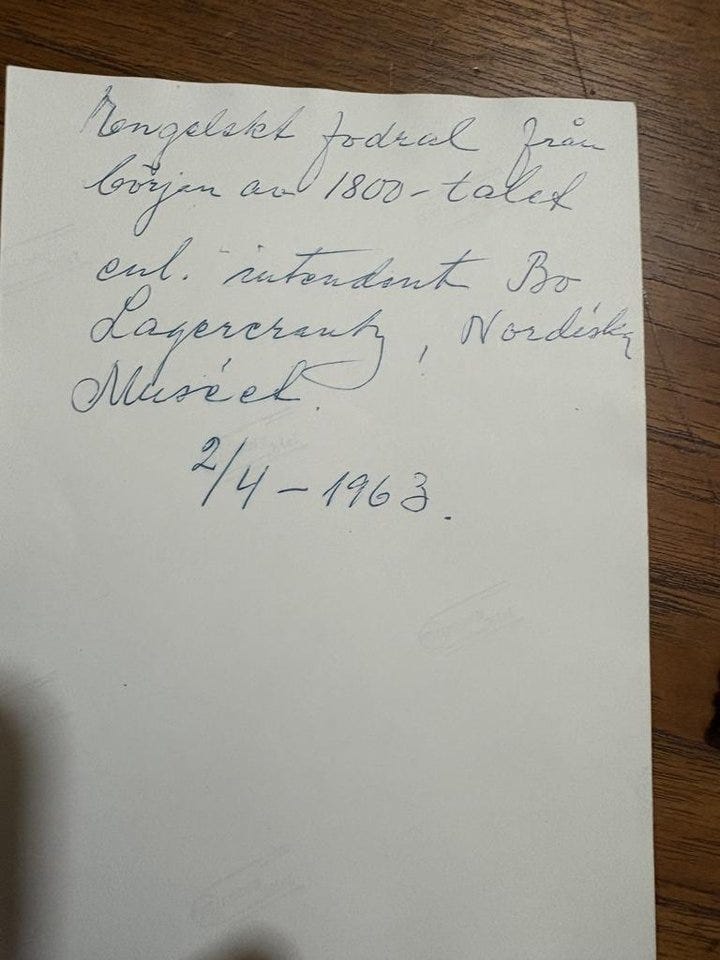 engelskt fodral från
början av 1800-talet
enl. intendent Bo
Lagercrantz, Nordiska
Muséet.
2/4 - 1963.